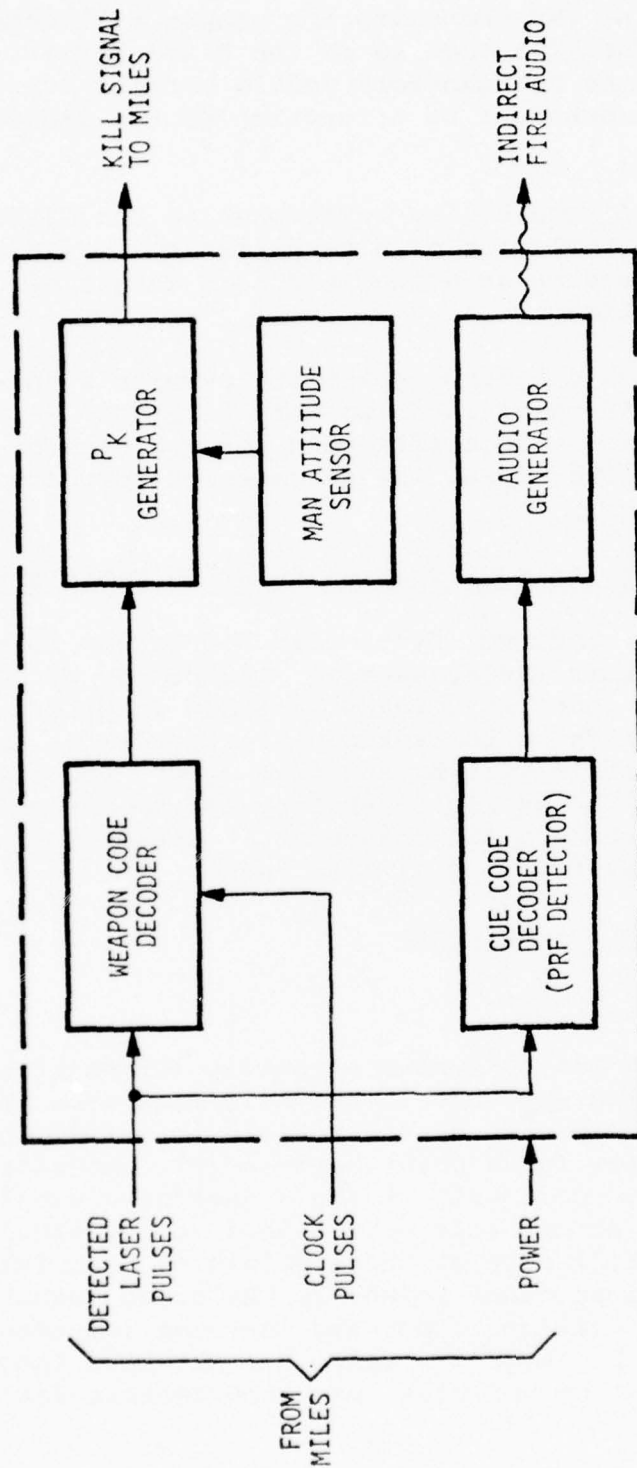 FROM
MILES
DETECTED
LASER
PULSES
CLOCK
PULSES
POWER
WEAPON CODE
DECODER
CUE CODE
DECODER
(PRF DETECTOR)
PK
GENERATOR
MAN ATTITUDE
SENSOR
AUDIO
GENERATOR
KILL SIGNAL
TO MILES
INDIRECT
FIRE AUDIO